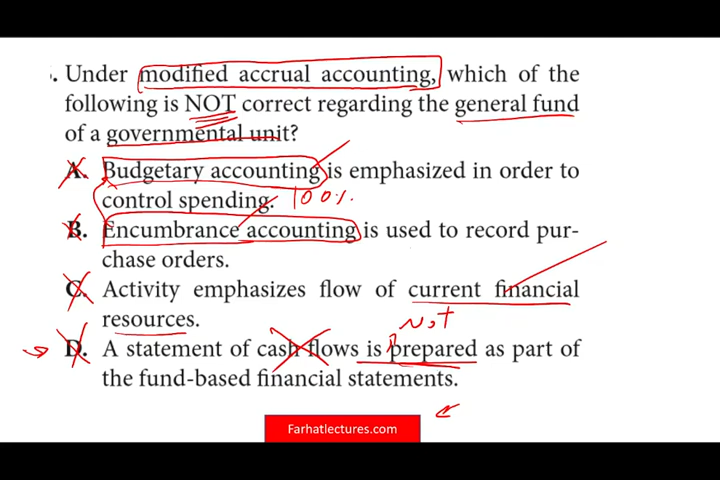 . Under modified accrual accounting, which of the
following is NOT correct regarding the general fund
of a governmental unit?
A. Budgetary accounting is emphasized in order to
control spending. 100%
B. Encumbrance accounting is used to record pur-
chase orders.
C. Activity emphasizes flow of current financial
resources.
NOT
D. A statement of cash flows is prepared as part of
the fund-based financial statements.
Farhatlectures.com